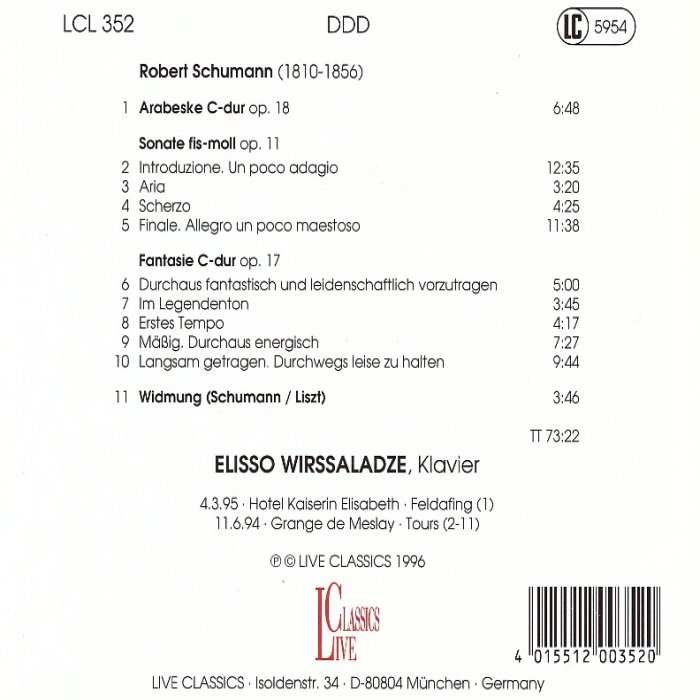 LCL 352 DDD LC 5954
Robert Schumann (1810-1856)
1 Arabeske C-dur op. 18 6:48
Sonate fis-moll op. 11
2 Introduzione. Un poco adagio 12:35
3 Aria 3:20
4 Scherzo 4:25
5 Finale. Allegro un poco maestoso 11:38
Fantasie C-dur op. 17
6 Durchaus fantastisch und leidenschaftlich vorzutragen 5:00
7 Im Legendenton 3:45
8 Erstes Tempo 4:17
9 Mäßig. Durchaus energisch 7:27
10 Langsam getragen. Durchwegs leise zu halten 9:44
11 Widmung (Schumann / Liszt) 3:46
TT 73:22
ELISSO WIRSSALADZE, Klavier
4.3.95 · Hotel Kaiserin Elisabeth · Feldafing (1)
11.6.94 · Grange de Meslay · Tours (2-11)
℗ © LIVE CLASSICS 1996
CLASSICS
LIVE
4 015512 003520
LIVE CLASSICS · Isoldenstr. 34 · D-80804 München · Germany